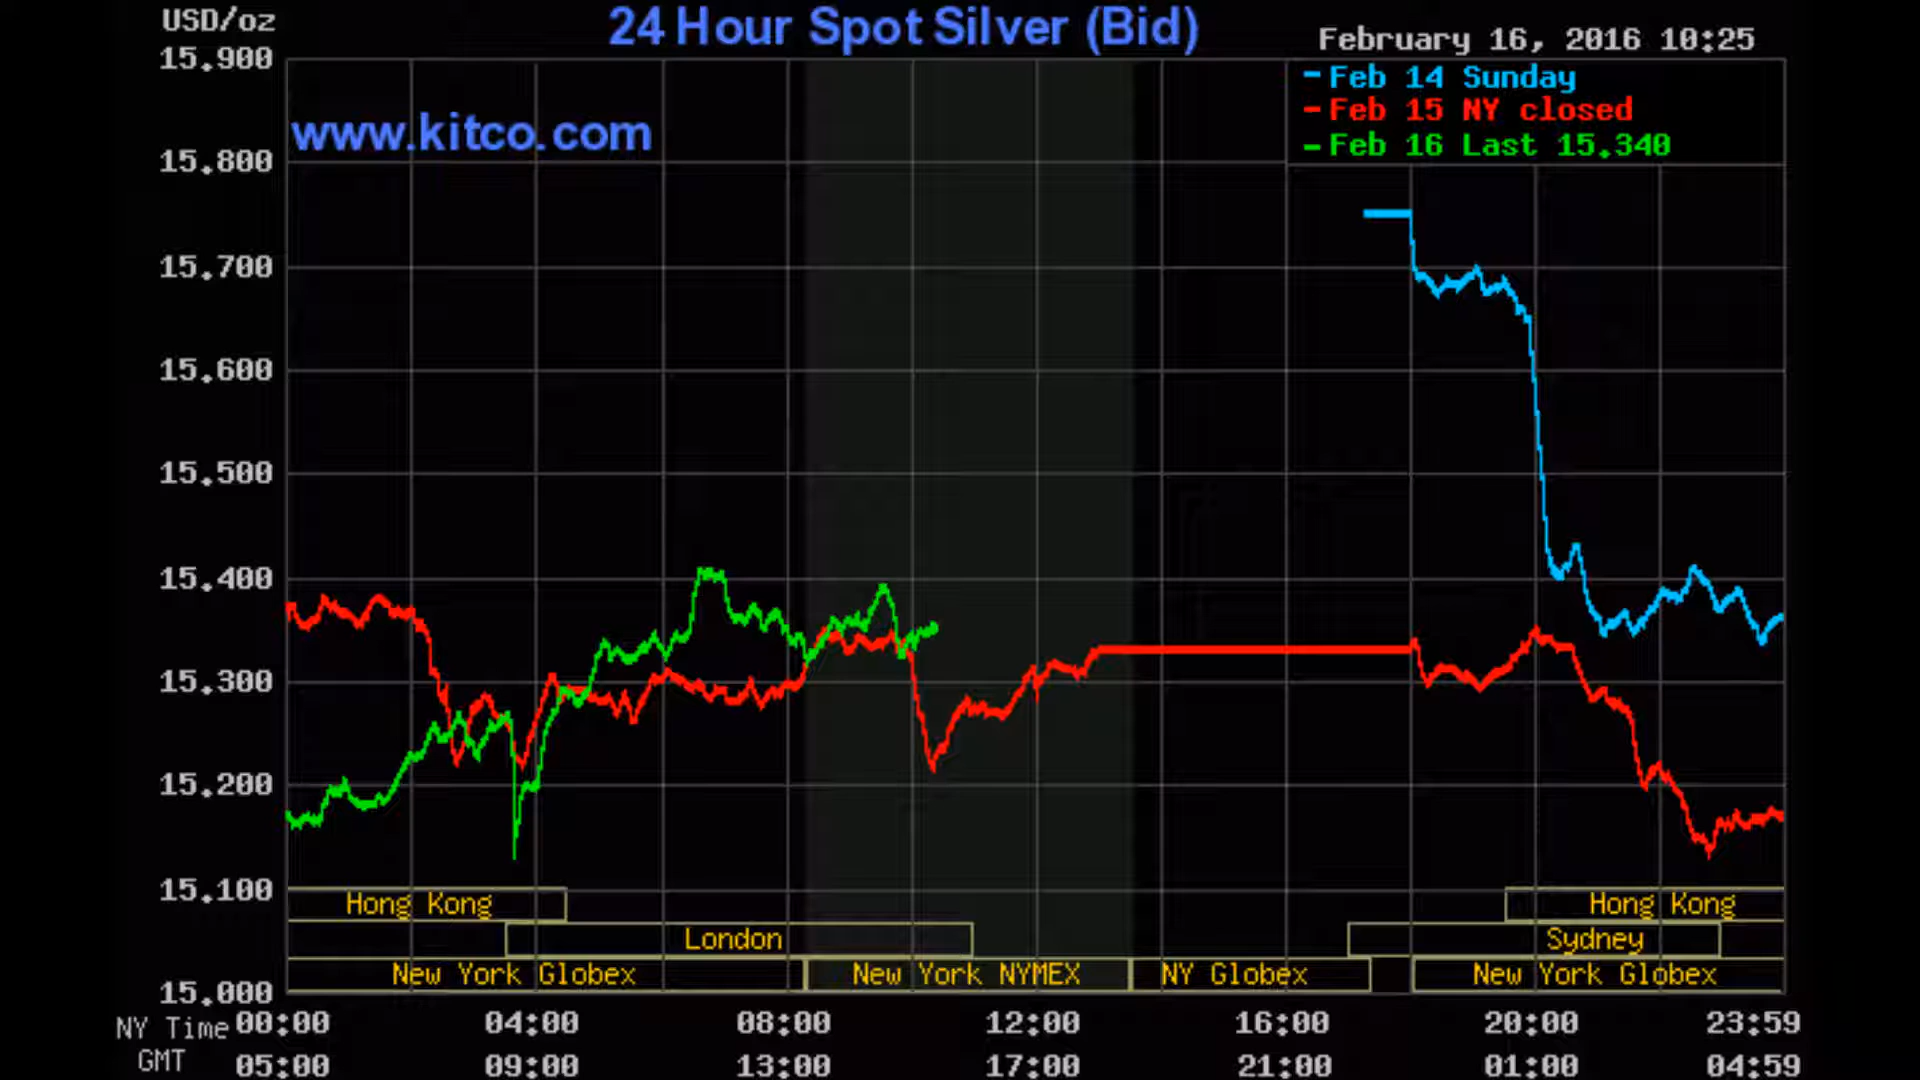 USD/oz
24 Hour Spot Silver (Bid)
February 16, 2016 10:25
15.900
Feb 14 Sunday
Feb 15 NY closed
Feb 16 Last 15.340
www.kitco.com
15.800
15.700
15.600
15.500
15.400
15.300
15.200
15.100
Hong Kong
Hong Kong
London
Sydney
New York Globex
New York NYMEX
NY Globex
New York Globex
15.000
NY Time 00:00 04:00 08:00 12:00 16:00 20:00 23:59
GMT 05:00 09:00 13:00 17:00 21:00 01:00 04:59